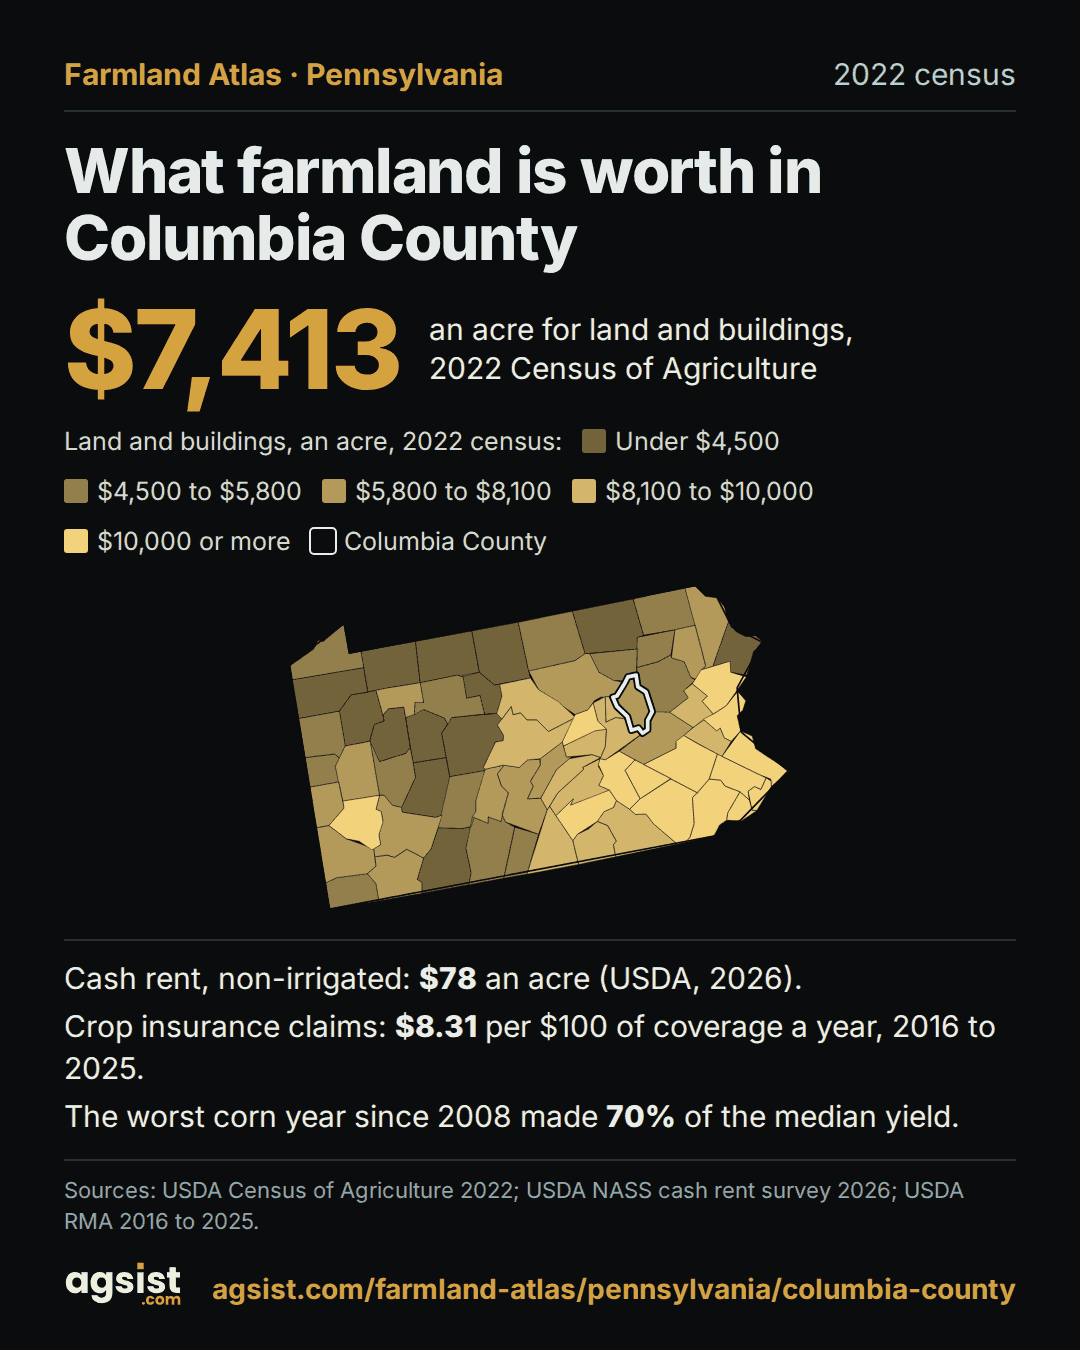 Farmland Atlas · Pennsylvania
2022 census
What farmland is worth in
Columbia County
$7,413
an acre for land and buildings,
2022 Census of Agriculture
Land and buildings, an acre, 2022 census:
Under $4,500
$4,500 to $5,800
$5,800 to $8,100
$8,100 to $10,000
$10,000 or more
Columbia County
Cash rent, non-irrigated: $78 an acre (USDA, 2026).
Crop insurance claims: $8.31 per $100 of coverage a year, 2016 to
2025.
The worst corn year since 2008 made 70% of the median yield.
Sources: USDA Census of Agriculture 2022; USDA NASS cash rent survey 2026; USDA
RMA 2016 to 2025.
agsist
.com
agsist.com/farmland-atlas/pennsylvania/columbia-county